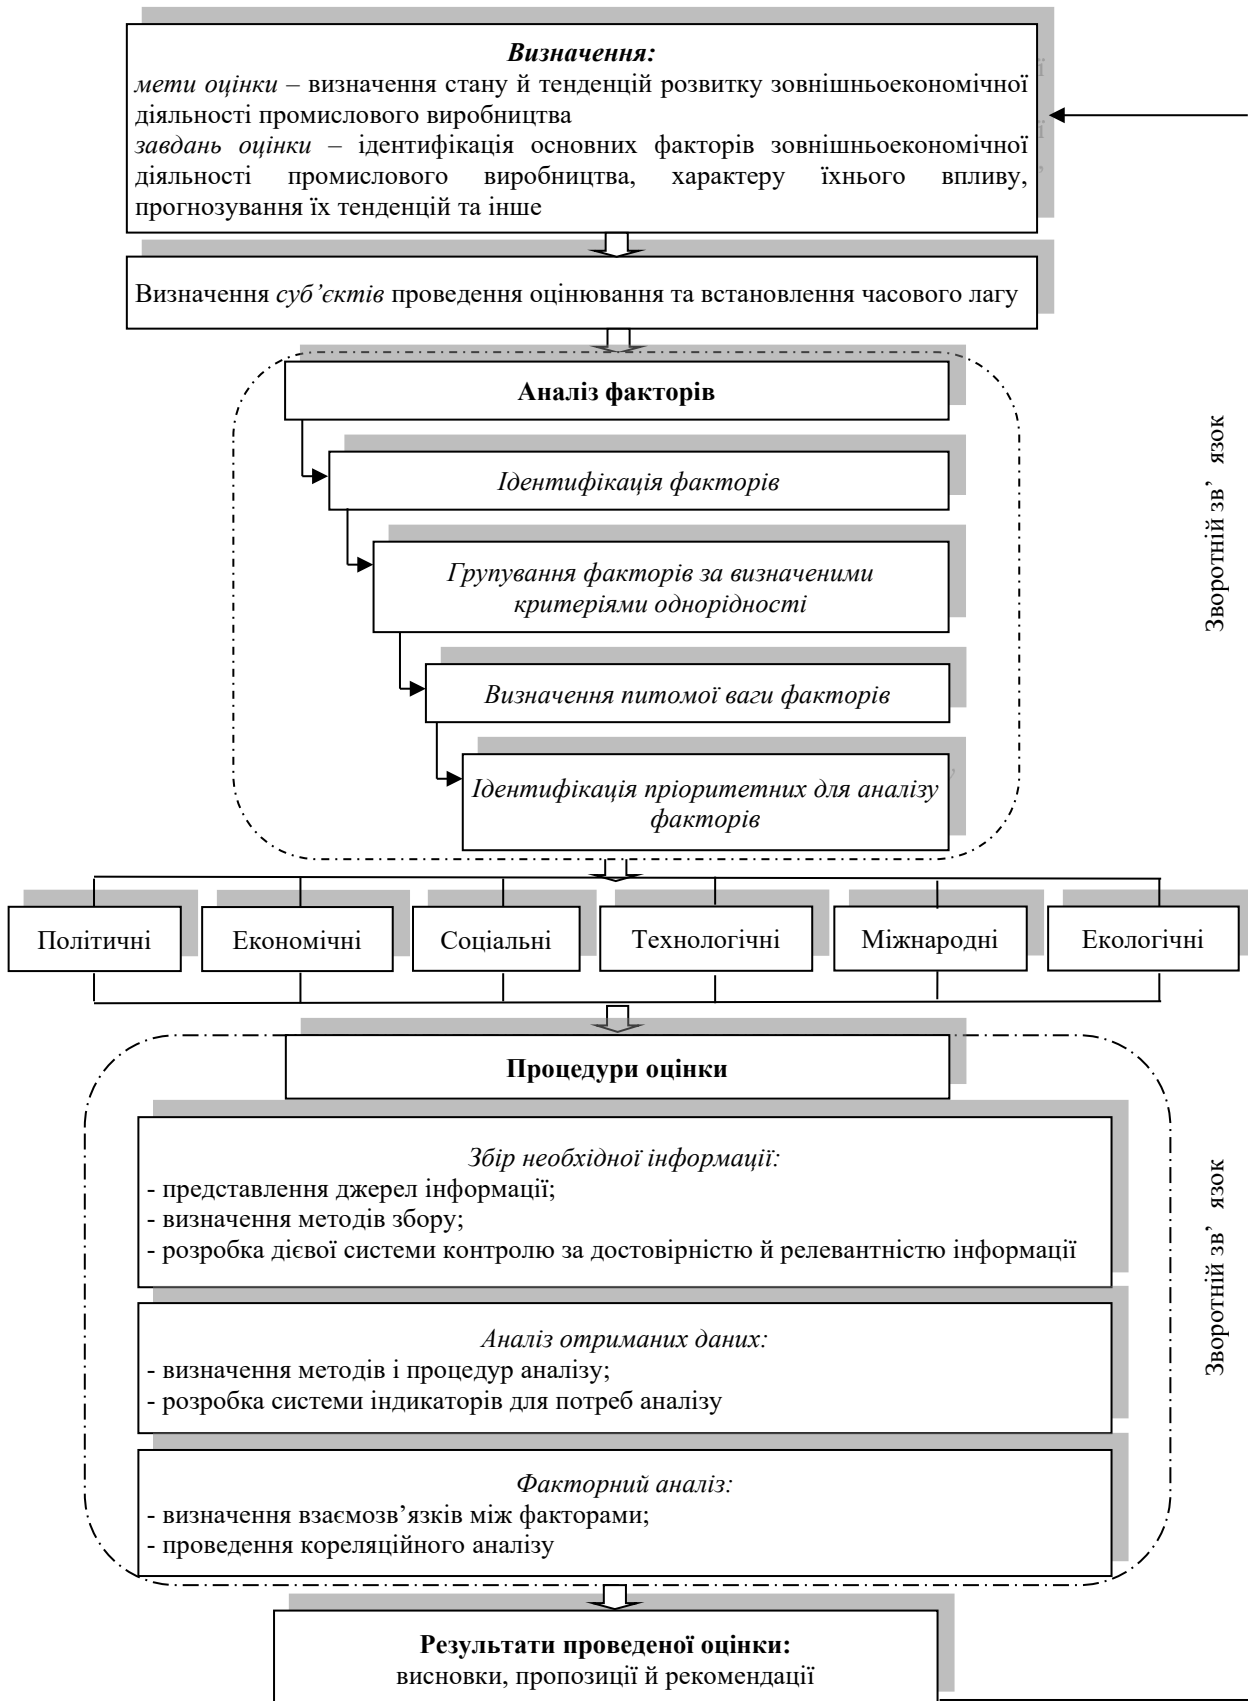 Визначення:
мети оцінки – визначення стану й тенденцій розвитку зовнішньоекономічної
діяльності промислового виробництва
завдань оцінки – ідентифікація основних факторів зовнішньоекономічної
діяльності промислового виробництва, характеру їхнього впливу,
прогнозування їх тенденцій та інше
Визначення суб’єктів проведення оцінювання та встановлення часового лагу
Аналіз факторів
Ідентифікація факторів
Групування факторів за визначеними
критеріями однорідності
Визначення питомої ваги факторів
Ідентифікація пріоритетних для аналізу
факторів
Зворотній зв’ язок
Політичні
Економічні
Соціальні
Технологічні
Міжнародні
Екологічні
Процедури оцінки
Збір необхідної інформації:
- представлення джерел інформації;
- визначення методів збору;
- розробка дієвої системи контролю за достовірністю й релевантністю інформації
Аналіз отриманих даних:
- визначення методів і процедур аналізу;
- розробка системи індикаторів для потреб аналізу
Факторний аналіз:
- визначення взаємозв’язків між факторами;
- проведення кореляційного аналізу
Зворотній зв’ язок
Результати проведеної оцінки:
висновки, пропозиції й рекомендації